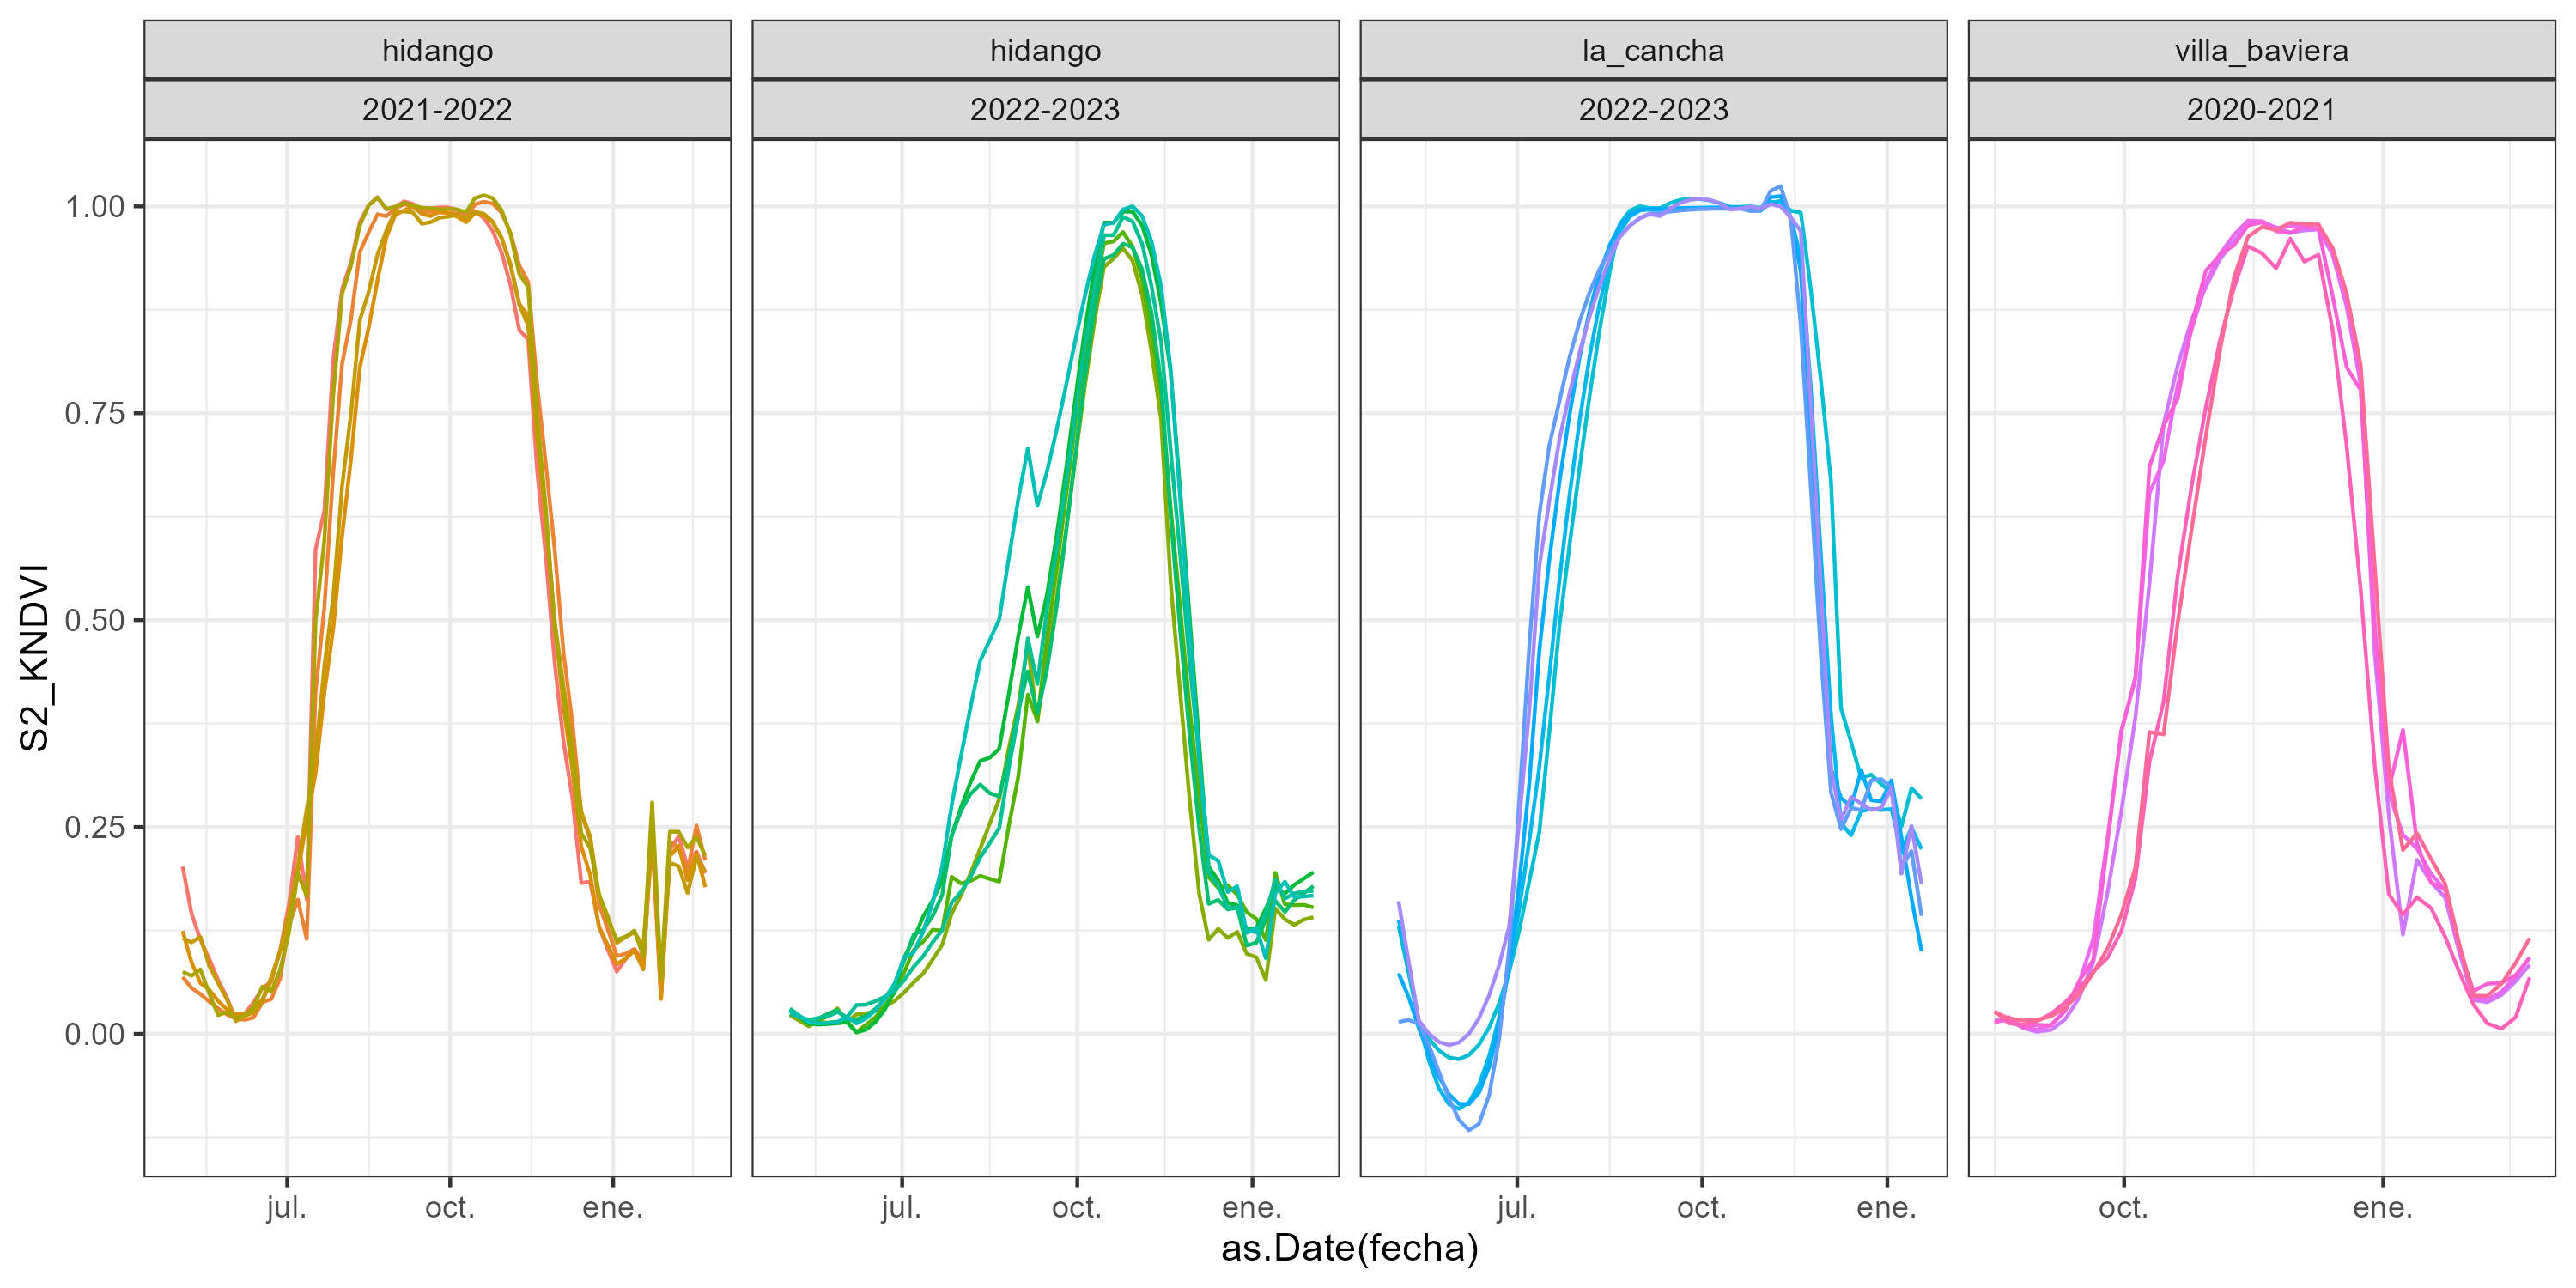 hidango
hidango
la_cancha
villa_baviera
2021-2022
2022-2023
2022-2023
2020-2021
S2_KNDVI
1.00
0.75
0.50
0.25
0.00
jul.
oct.
ene.
jul.
oct.
ene.
jul.
oct.
ene.
oct.
ene.
as.Date(fecha)